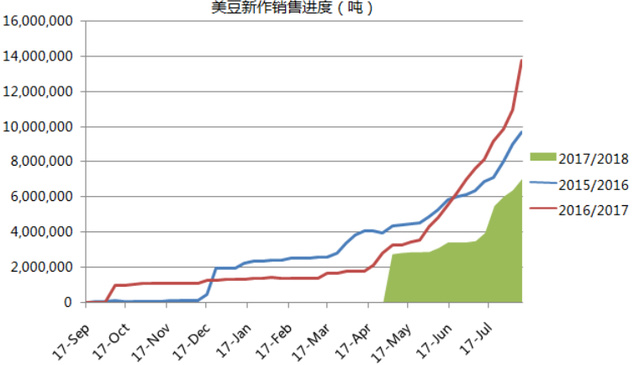 美豆新作销售进度（吨）
16,000,000
14,000,000
12,000,000
10,000,000
8,000,000
6,000,000
4,000,000
2,000,000
0
17-Sep
17-Oct
17-Nov
17-Dec
17-Jan
17-Feb
17-Mar
17-Apr
17-May
17-Jun
17-Jul
2017/2018
2015/2016
2016/2017